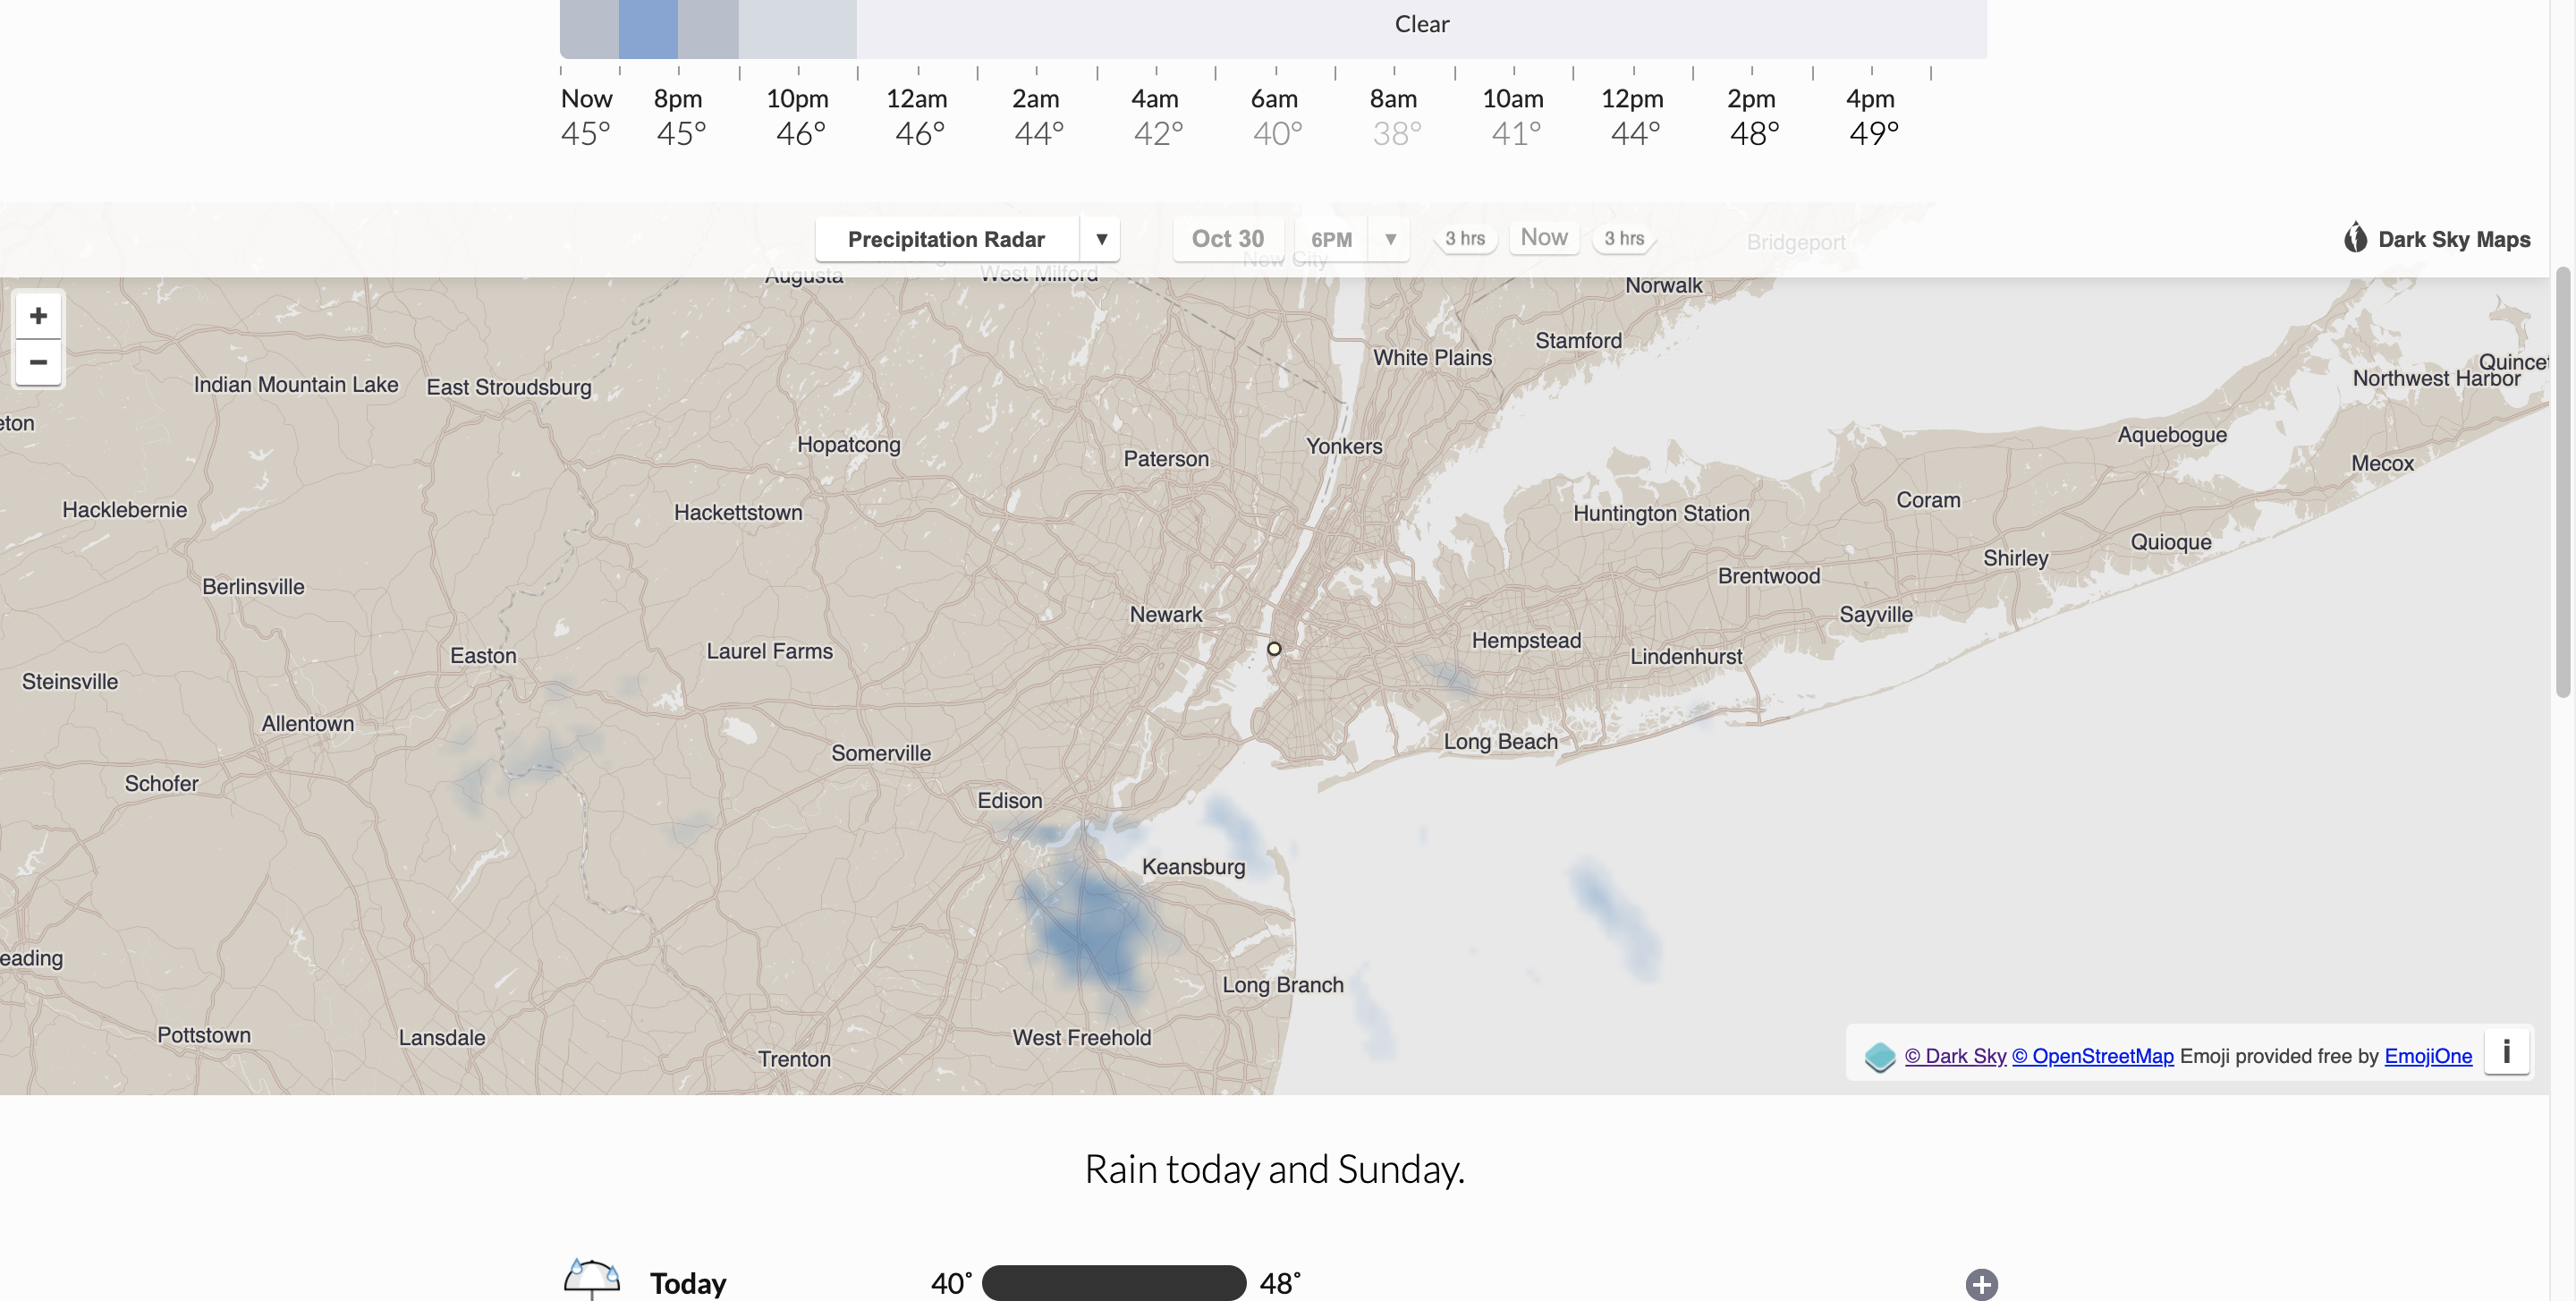 Clear
Now 8pm 10pm 12am 2am 4am 6am 8am 10am 12pm 2pm 4pm
45° 45° 46° 46° 44° 42° 40° 38° 41° 44° 48° 49°
Precipitation Radar ▼ Oct 30 6PM ▼ 3 hrs Now 3 hrs Bridgeport Dark Sky Maps
New City
Augusta West Milford
Norwalk
+
Stamford
White Plains
−
Quincet
Northwest Harbor
Indian Mountain Lake East Stroudsburg
eton
Aquebogue
Hopatcong Yonkers
Paterson Mecox
Coram
Hacklebernie Hackettstown Huntington Station
Quioque
Shirley
Brentwood
Berlinsville
Newark Sayville
Hempstead
Easton Laurel Farms Lindenhurst
Steinsville
Allentown
Long Beach
Somerville
Schofer
Edison
Keansburg
eading
Long Branch
Pottstown Lansdale West Freehold
Trenton
© Dark Sky © OpenStreetMap Emoji provided free by EmojiOne i
Rain today and Sunday.
Today 40° 48° +